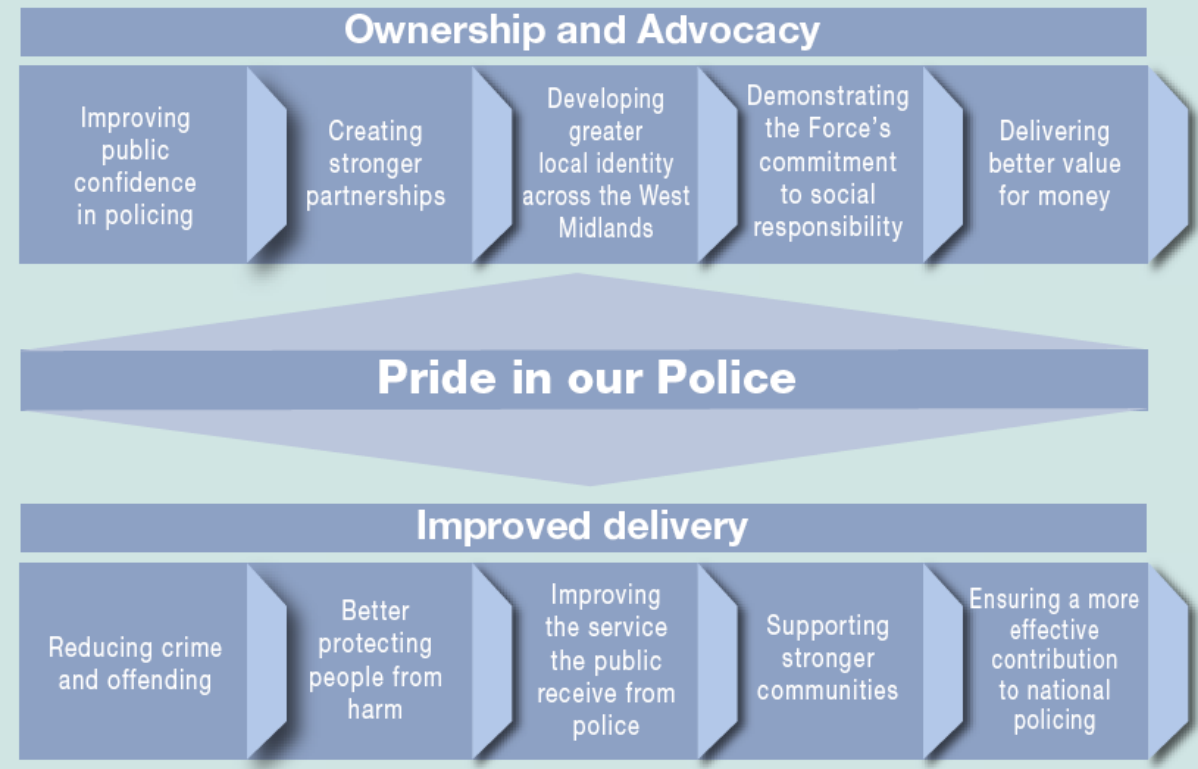 Ownership and Advocacy
Improving
public
confidence
in policing
Creating
stronger
partnerships
Developing
greater
local identity
across the West
Midlands
Demonstrating
the Force's
commitment
to social
responsibility
Delivering
better value
for money
Pride in our Police
Improved delivery
Reducing crime
and offending
Better
protecting
people from
harm
Improving
the service
the public
receive from
police
Supporting
stronger
communities
Ensuring a more
effective
contribution
to national
policing